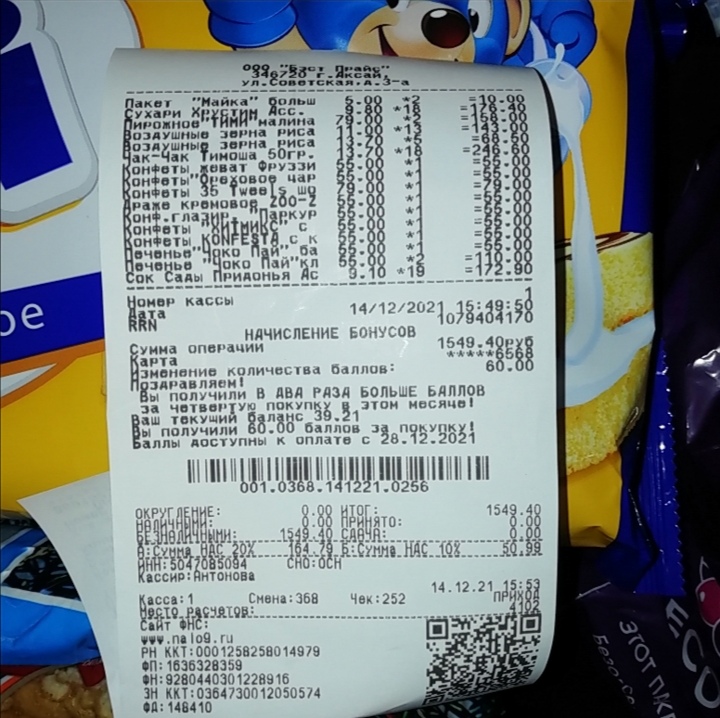 ООО "Бэст Прайс"
346720 г.Аксай,
ул.Советская,д.3-а
Пакет "Майка" больш 5.00 *2 =10.00
Сухари Хрустим Асс. 9.80 *18 =176.40
Пирожное ТИМИ малина 79.00 *2 =158.00
Воздушные зерна риса 11.00 *13 =143.00
Воздушные зерна риса =68.50
Чак-Чак Тимоша 50гр. 13.70 *18 =246.60
Конфеты жеват Фруззи 55.00 *1 =55.00
Конфеты"Ореховое чар 55.00 *1 =55.00
Конфеты 35 Tweels шо 79.00 *1 =79.00
Драже кремовое ZOO-Z 55.00 *1 =55.00
Конф.глазир. "Паркур 55.00 *1 =55.00
Конфеты "ХИТМИКС" с 55.00 *1 =55.00
Конфеты KONFESTA с к 55.00 *1 =55.00
Печенье"Чоко Пай" ба *1
Печенье "Чоко Пай"кл 55.00 *2 =110.00
Сок Сады Придонья Ас 9.10 *19 =172.90
Номер кассы 1
Дата 14/12/2021 15:49:50
RRN 1079404170
НАЧИСЛЕНИЕ БОНУСОВ
Сумма операции 1549.40руб
Карта *****6568
Изменение количества баллов: 60.00
Поздравляем!
Вы получили В ДВА РАЗА БОЛЬШЕ БАЛЛОВ
за четвертую покупку в этом месяце!
Ваш текущий баланс 39.21
Вы получили 60.00 баллов за покупку!
Баллы доступны к оплате с 28.12.2021
001.0368.141221.0256
ОКРУГЛЕНИЕ: 0.00 ИТОГ: 1549.40
НАЛИЧНЫМИ: 0.00 ПРИНЯТО: 0.00
БЕЗНАЛИЧНЫМИ: 1549.40 СДАЧА: 0.00
А:Сумма НДС 20% 164.79 Б:Сумма НДС 10% 50.99
ИНН:5047085094 СНО:ОСН
Кассир:Антонова
14.12.21 15:53
Касса:1 Смена:368 Чек:252 ПРИХОД
Место расчетов: 4102
Сайт ФНС:
www.nalog.ru
РН ККТ:0001258258014979
ФП:1636328359
ФН:9280440301228916
ЗН ККТ:0364730012050574
ФД:148410
ЭТОТ
ECO